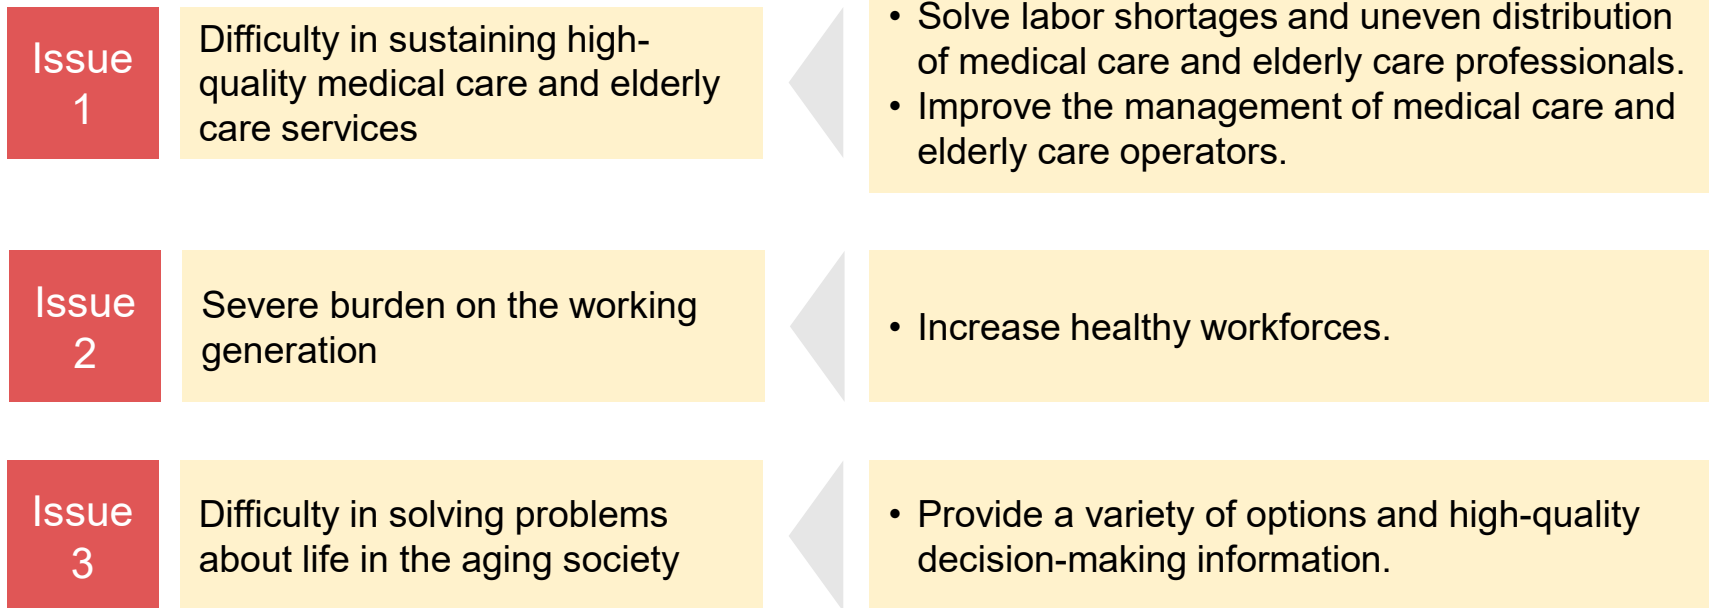 Issue
1
Difficulty in sustaining high-
quality medical care and elderly
care services
• Solve labor shortages and uneven distribution
of medical care and elderly care professionals.
• Improve the management of medical care and
elderly care operators.
Issue
2
Severe burden on the working
generation
• Increase healthy workforces.
Issue
3
Difficulty in solving problems
about life in the aging society
• Provide a variety of options and high-quality
decision-making information.